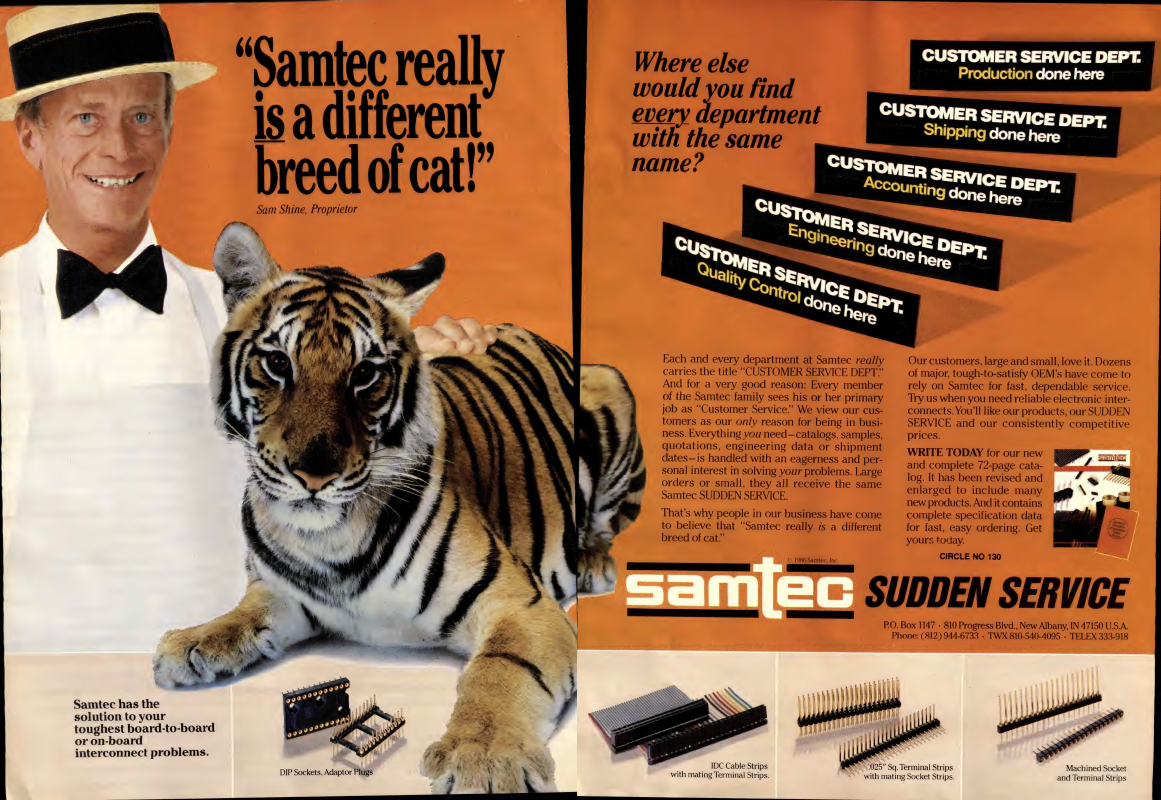 “Samtec really
is a different
breed of cat!”
Sam Shine, Proprietor
Samtec has the
solution to your
toughest board-to-board
or on-board
interconnect problems.
DIP Sockets, Adaptor Plugs
Where else
would you find
every department
with the same
name?
CUSTOMER SERVICE DEPT.
Production done here
CUSTOMER SERVICE DEPT.
Shipping done here
CUSTOMER SERVICE DEPT.
Accounting done here
CUSTOMER SERVICE DEPT.
Engineering done here
CUSTOMER SERVICE DEPT.
Quality Control done here
Each and every department at Samtec really
carries the title “CUSTOMER SERVICE DEPT.”
And for a very good reason: Every member
of the Samtec family sees his or her primary
job as “Customer Service.” We view our cus-
tomers as our only reason for being in busi-
ness. Everything you need—catalogs, samples,
quotations, engineering data or shipment
dates—is handled with an eagerness and per-
sonal interest in solving your problems. Large
orders or small, they all receive the same
Samtec SUDDEN SERVICE.
That’s why people in our business have come
to believe that “Samtec really is a different
breed of cat.”
Our customers, large and small, love it. Dozens
of major, tough-to-satisfy OEM’s have come to
rely on Samtec for fast, dependable service.
Try us when you need reliable electronic inter-
connects. You’ll like our products, our SUDDEN
SERVICE and our consistently competitive
prices.
WRITE TODAY for our new
and complete 72-page cata-
log. It has been revised and
enlarged to include many
new products. And it contains
complete specification data
for fast, easy ordering. Get
yours today.
samtec
CIRCLE NO 130
© 1986 Samtec, Inc.
samtec SUDDEN SERVICE
P.O. Box 1147 · 810 Progress Blvd., New Albany, IN 47150 U.S.A.
Phone: (812) 944-6733 · TWX 810-540-4095 · TELEX 333-918
IDC Cable Strips
with mating Terminal Strips.
.025" Sq. Terminal Strips
with mating Socket Strips.
Machined Socket
and Terminal Strips